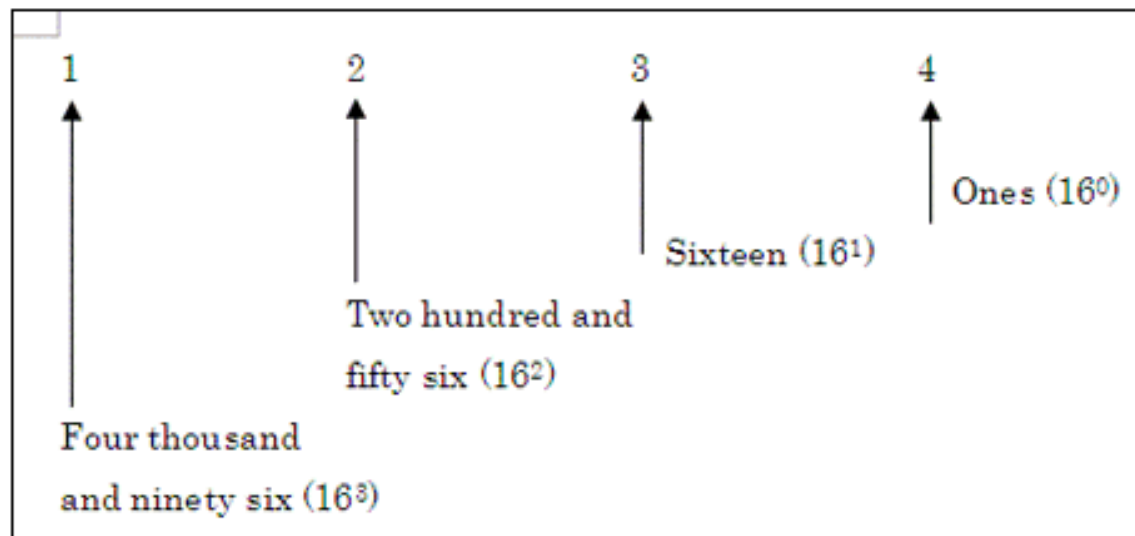 1 2 3 4
Ones (16⁰)
Sixteen (16¹)
Two hundred and
fifty six (16²)
Four thousand
and ninety six (16³)